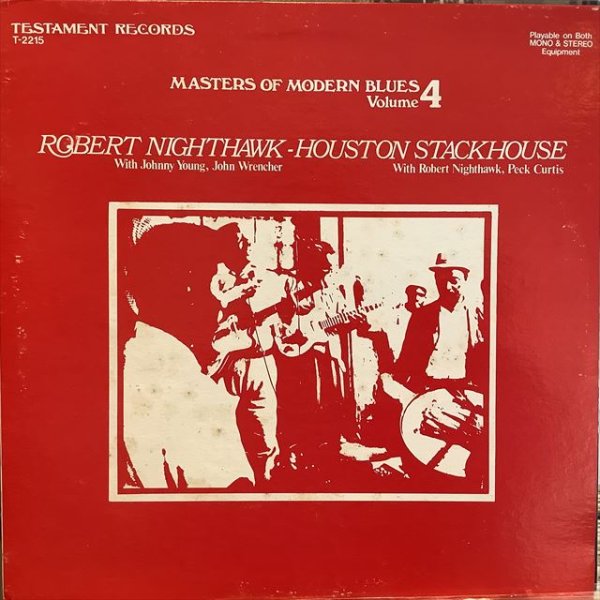 TESTAMENT RECORDS
T-2215
Playable on Both
MONO & STEREO
Equipment
MASTERS OF MODERN BLUES
Volume 4
ROBERT NIGHTHAWK - HOUSTON STACKHOUSE
With Johnny Young, John Wrencher
With Robert Nighthawk, Peck Curtis